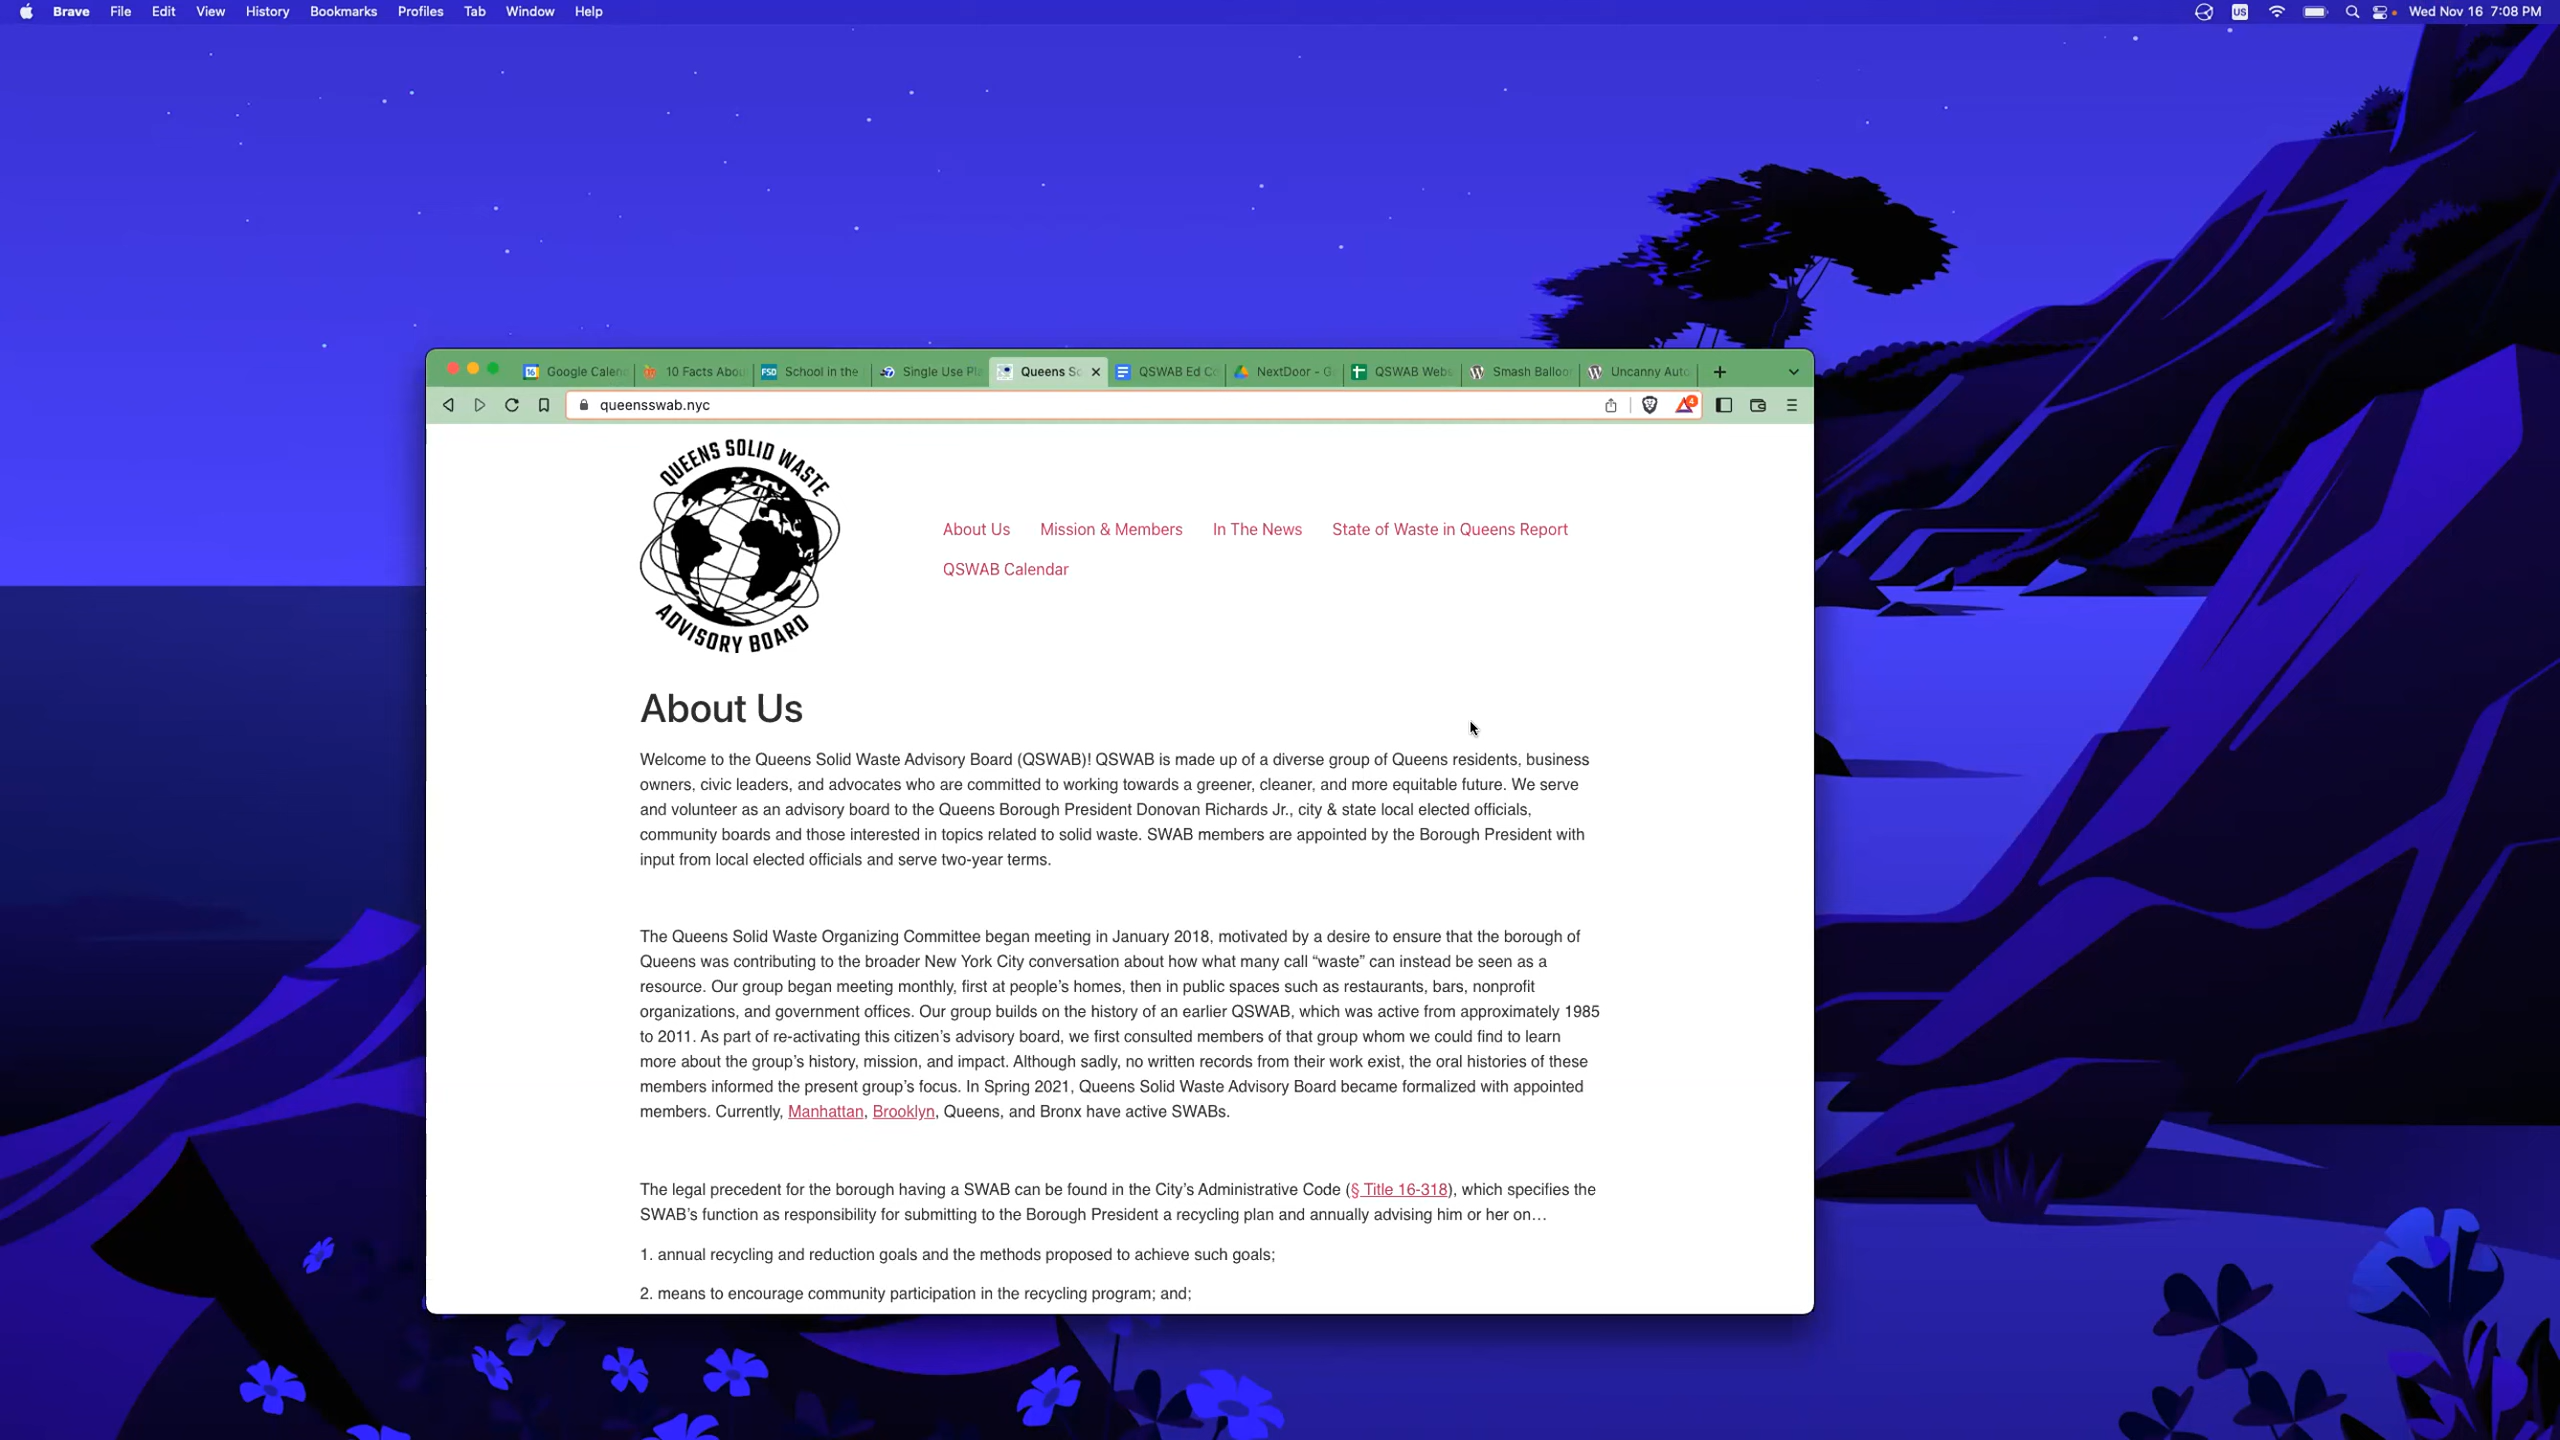 Brave File Edit View History Bookmarks Profiles Tab Window Help
US Wed Nov 16 7:08 PM
16 Google Calen 10 Facts Abou FSD School in the Single Use Pla Queens So QSWAB Ed Co NextDoor - G QSWAB Webs Smash Balloo Uncanny Auto
queensswab.nyc
4
QUEENS SOLID WASTE
ADVISORY BOARD
About Us Mission & Members In The News State of Waste in Queens Report
QSWAB Calendar
About Us
Welcome to the Queens Solid Waste Advisory Board (QSWAB)! QSWAB is made up of a diverse group of Queens residents, business
owners, civic leaders, and advocates who are committed to working towards a greener, cleaner, and more equitable future. We serve
and volunteer as an advisory board to the Queens Borough President Donovan Richards Jr., city & state local elected officials,
community boards and those interested in topics related to solid waste. SWAB members are appointed by the Borough President with
input from local elected officials and serve two-year terms.
The Queens Solid Waste Organizing Committee began meeting in January 2018, motivated by a desire to ensure that the borough of
Queens was contributing to the broader New York City conversation about how what many call “waste” can instead be seen as a
resource. Our group began meeting monthly, first at people’s homes, then in public spaces such as restaurants, bars, nonprofit
organizations, and government offices. Our group builds on the history of an earlier QSWAB, which was active from approximately 1985
to 2011. As part of re-activating this citizen’s advisory board, we first consulted members of that group whom we could find to learn
more about the group’s history, mission, and impact. Although sadly, no written records from their work exist, the oral histories of these
members informed the present group’s focus. In Spring 2021, Queens Solid Waste Advisory Board became formalized with appointed
members. Currently, Manhattan, Brooklyn, Queens, and Bronx have active SWABs.
The legal precedent for the borough having a SWAB can be found in the City’s Administrative Code (§ Title 16-318), which specifies the
SWAB’s function as responsibility for submitting to the Borough President a recycling plan and annually advising him or her on…
1. annual recycling and reduction goals and the methods proposed to achieve such goals;
2. means to encourage community participation in the recycling program; and;